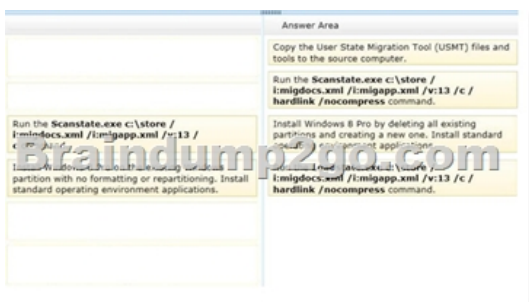 Answer Area
Copy the User State Migration Tool (USMT) files and
tools to the source computer.
Run the Scanstate.exe c:\store /
i:migdocs.xml /i:migapp.xml /v:13 /c /
hardlink /nocompress command.
Run the Scanstate.exe c:\store /
i:migdocs.xml /i:migapp.xml /v:13 /
Install Windows 8 Pro by deleting all existing
partitions and creating a new one. Install standard
Braindump2go.com
partition with no formatting or repartitioning. Install
standard operating environment applications.
i:migdocs.xml /i:migapp.xml /v:13 /c /
hardlink /nocompress command.